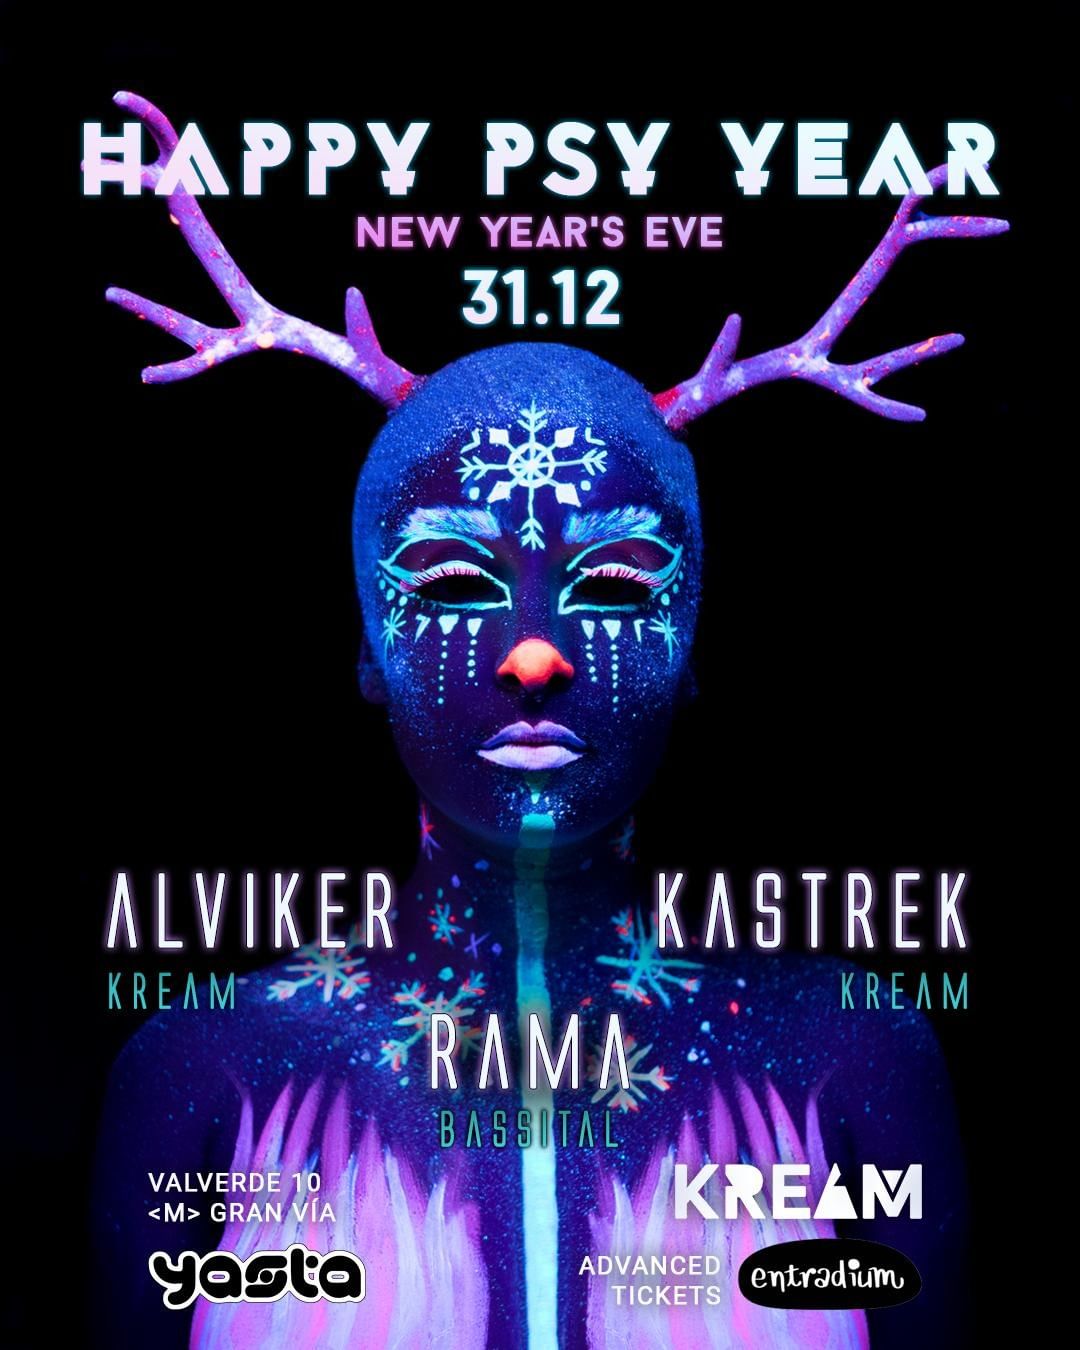 HAPPY PSY YEAR
NEW YEAR'S EVE
31.12
ALVIKER
KREAM
KASTREK
KREAM
RAMA
BASSITAL
VALVERDE 10
<M> GRAN VÍA
yasta
KREAM
ADVANCED
TICKETS
entradium